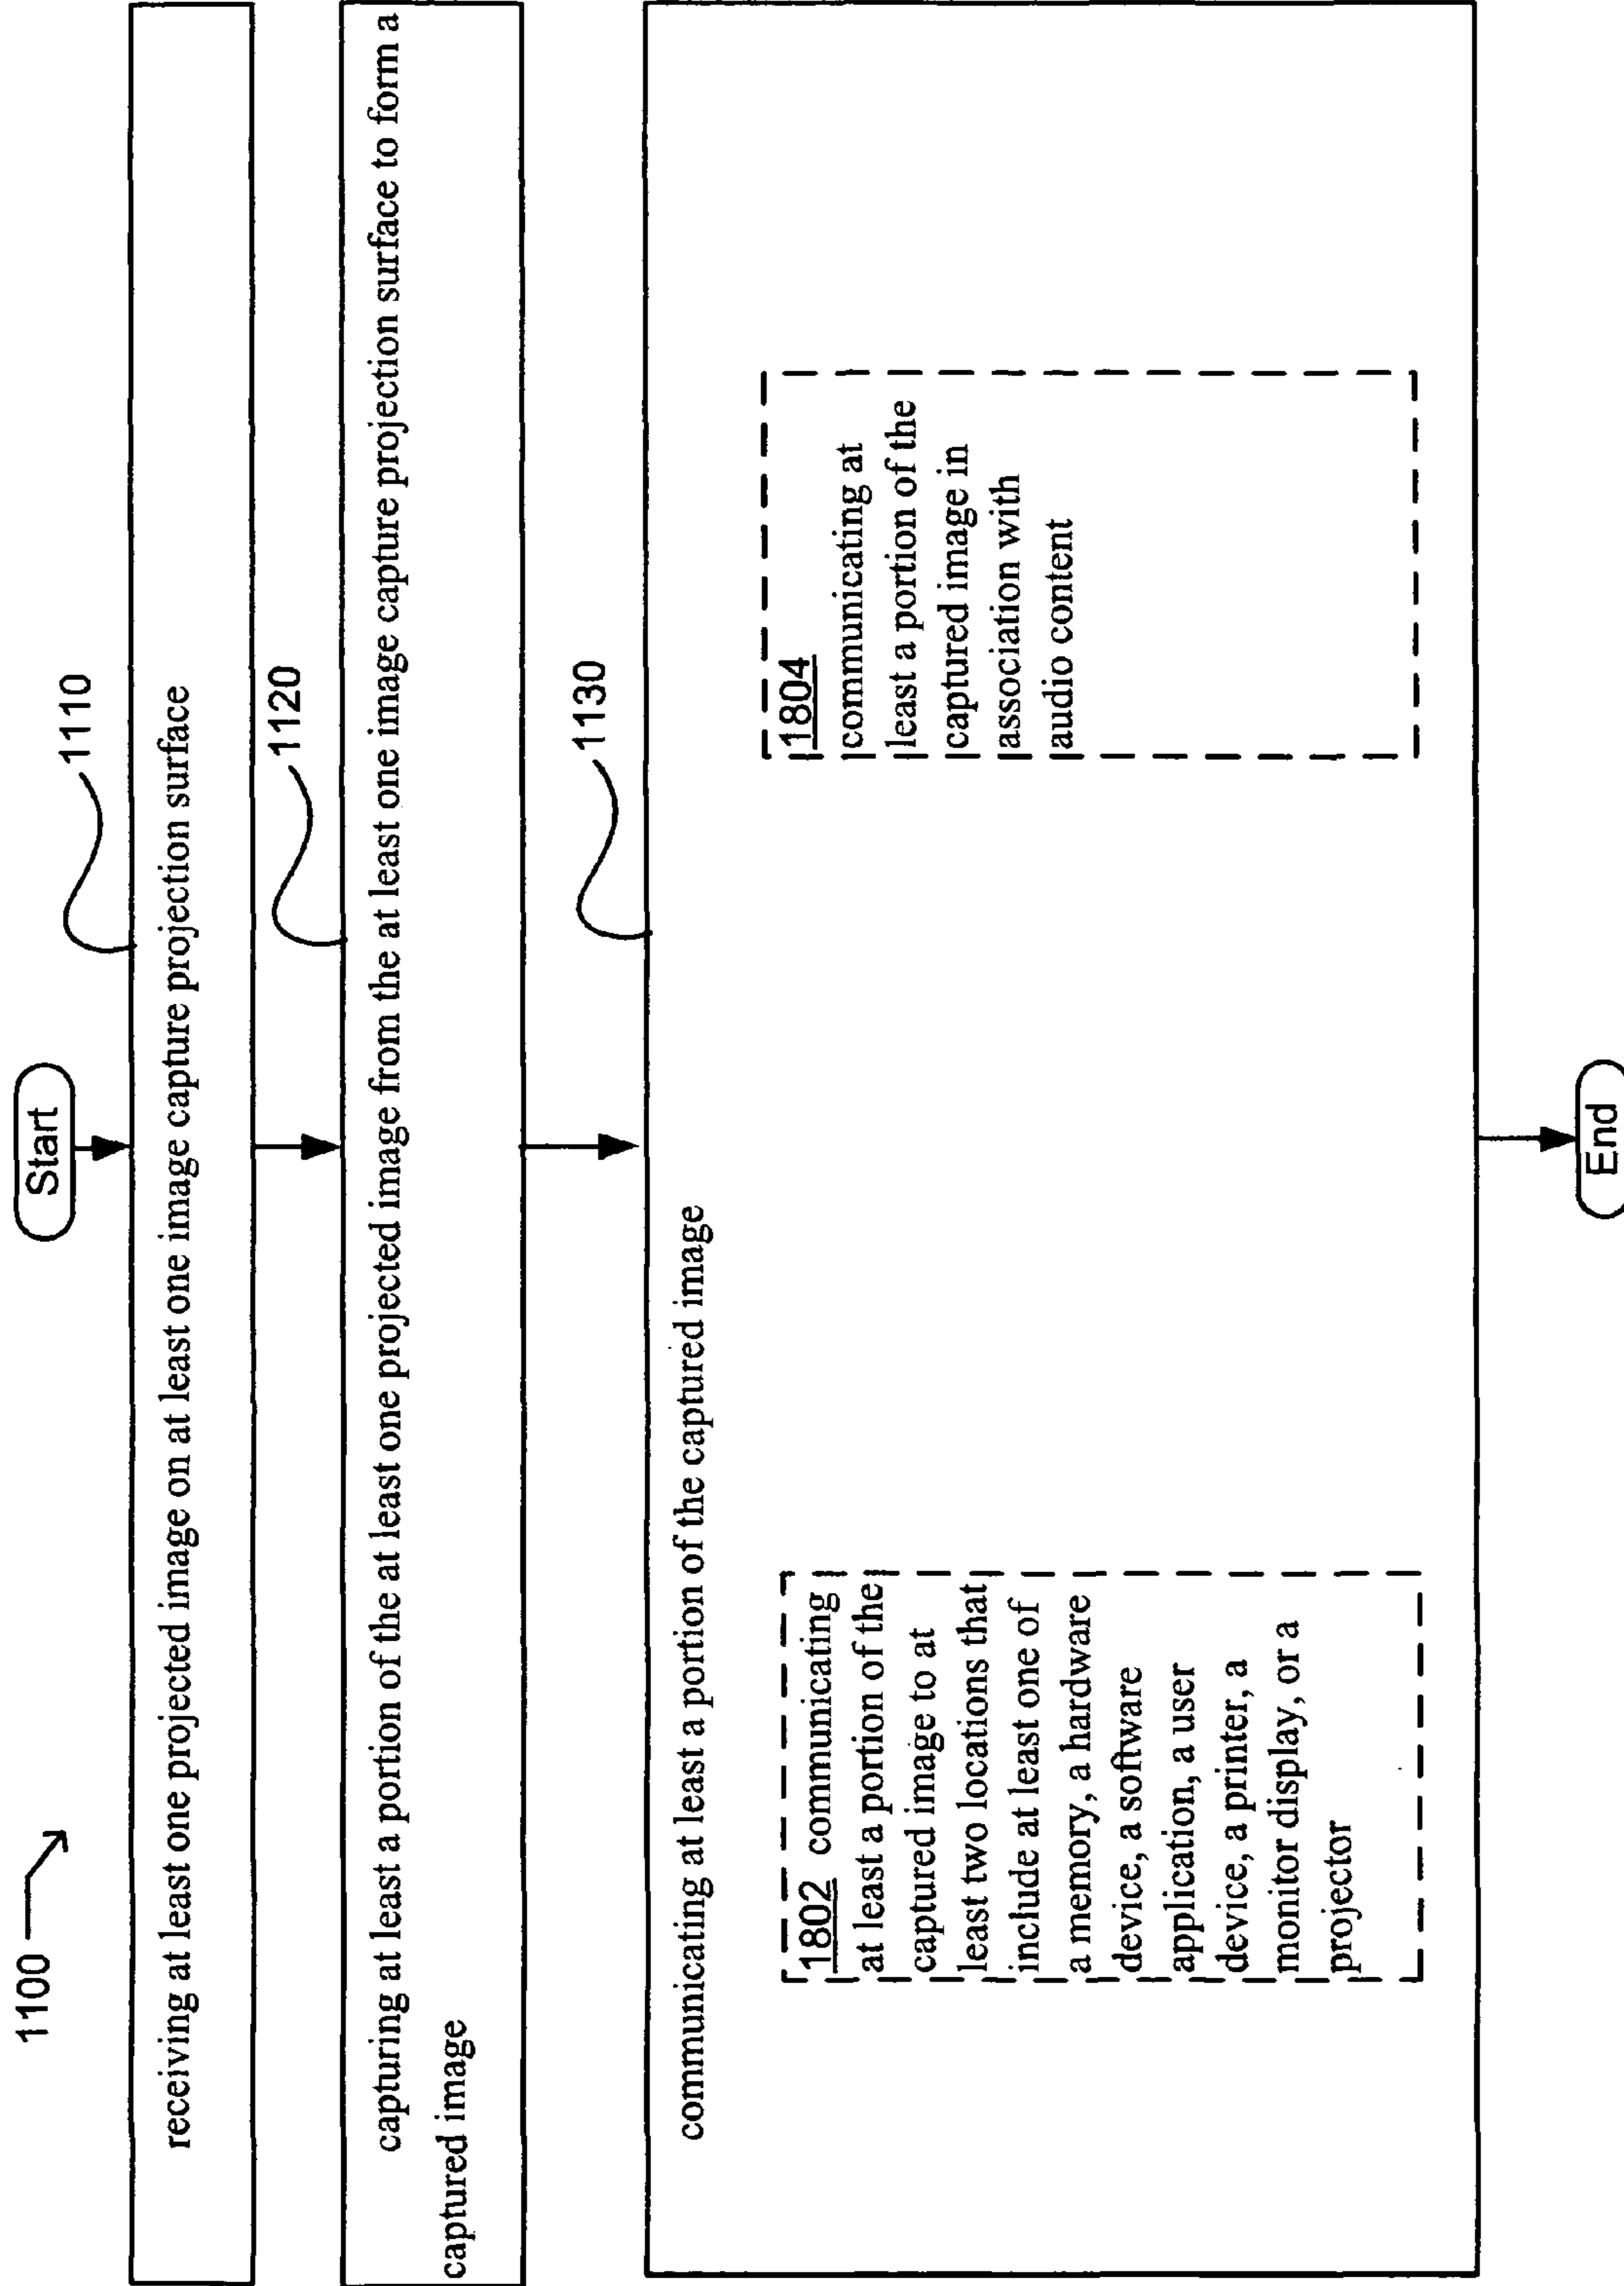 1100
Start
1110
receiving at least one projected image on at least one image capture projection surface
1120
capturing at least a portion of the at least one projected image from the at least one image capture projection surface to form a
captured image
1130
communicating at least a portion of the captured image
1802 communicating
at least a portion of the
captured image to at
least two locations that
include at least one of
a memory, a hardware
device, a software
application, a user
device, a printer, a
monitor display, or a
projector
1804
communicating at
least a portion of the
captured image in
association with
audio content
End